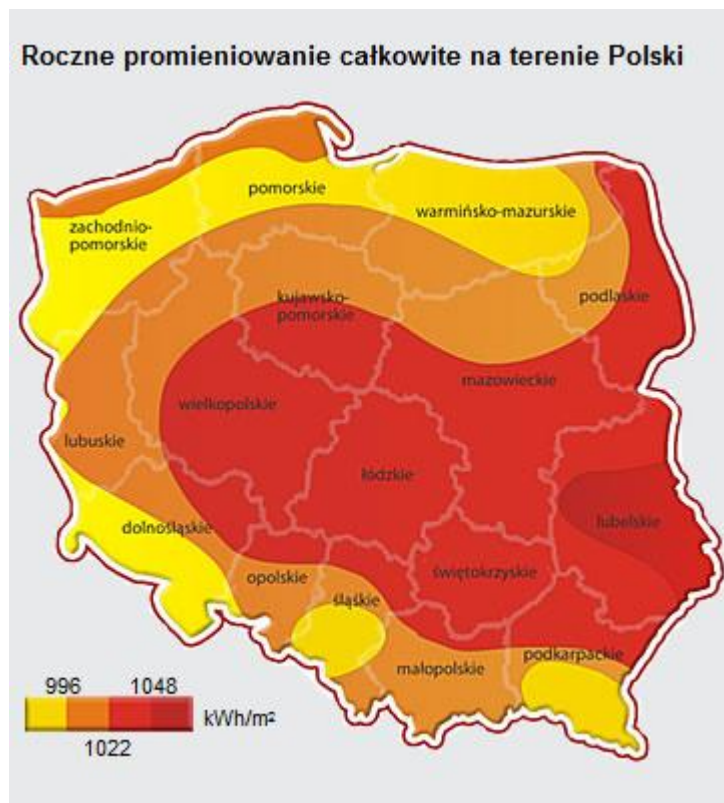 Roczne promieniowanie całkowite na terenie Polski
pomorskie
warmińsko-mazurskie
zachodnio-
pomorskie
kujawsko-
pomorskie
podlaskie
mazowieckie
wielkopolskie
lubuskie
łódzkie
dolnośląskie
lubelskie
opolskie
świętokrzyskie
śląskie
podkarpackie
małopolskie
996 1048
kWh/m²
1022